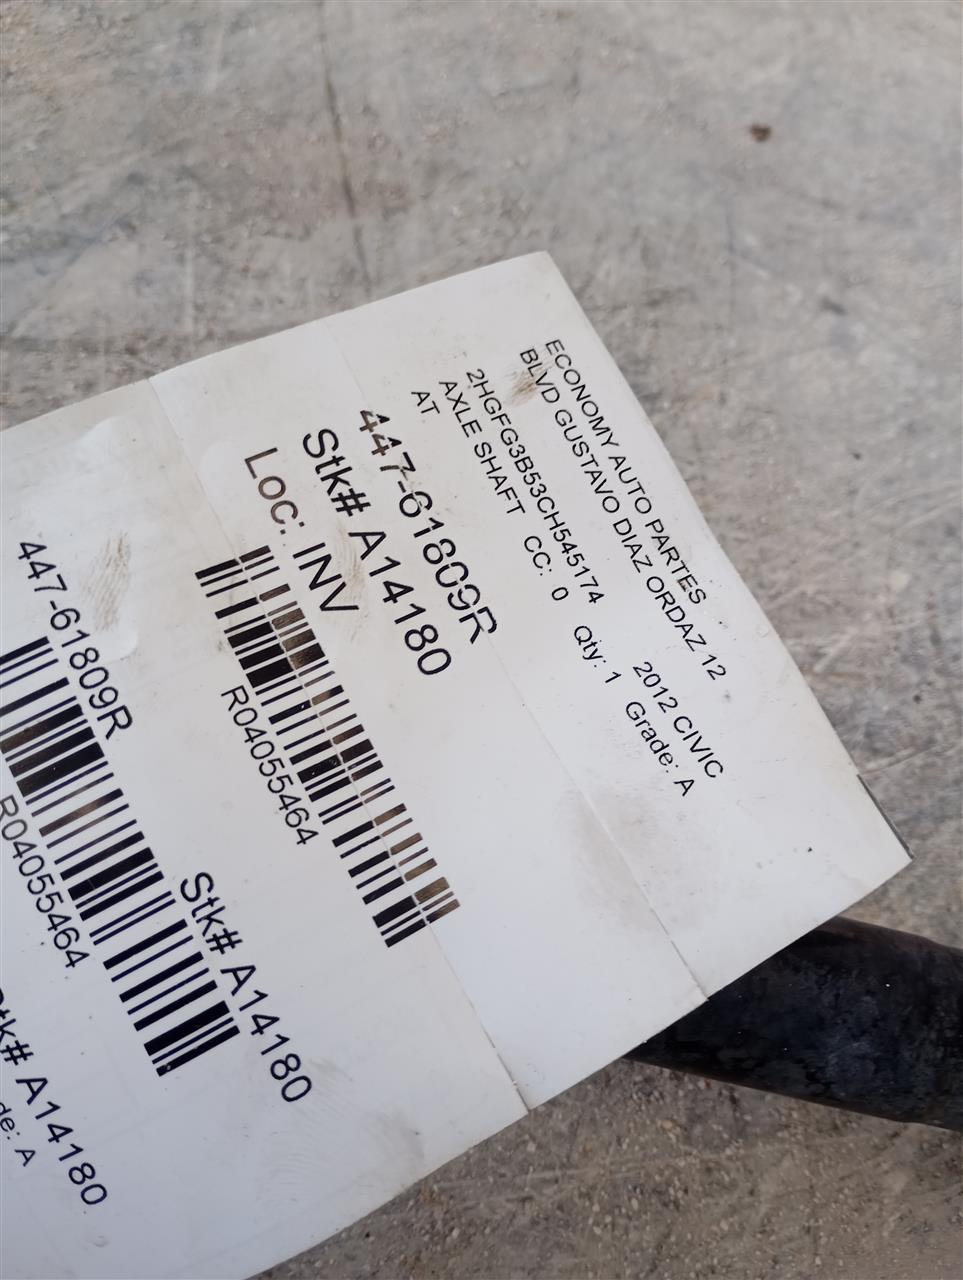 ECONOMY AUTO PARTES
BLVD GUSTAVO DIAZ ORDAZ 12
2HGFG3B53CH545174 2012 CIVIC
AXLE SHAFT CC: 0 Qty: 1 Grade: A
AT
447-61809R
Stk# A14180
Loc: INV
R04055464
447-61809R
Stk# A14180
R04055464
Stk# A14180
A